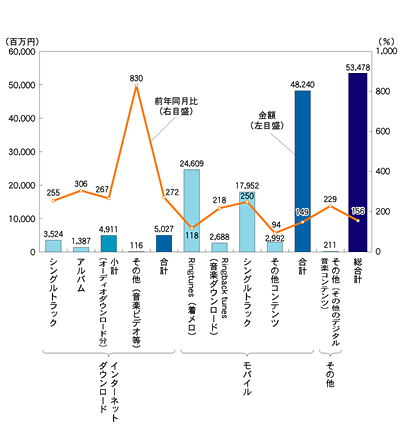 (百万円)
(%)
60,000
50,000
40,000
30,000
20,000
10,000
0
1,000
800
600
400
200
0
前年同月比
(右目盛)
金額
(左目盛)
255
306
267
830
272
118
218
250
94
149
229
156
3,524
1,387
4,911
116
5,027
24,609
2,688
17,952
2,992
48,240
211
53,478
シングルトラック
アルバム
小計
(オーディオダウンロード分)
その他(音楽ビデオ等)
合計
Ringtunes(着メロ)
Ringback tunes
(音楽ダウンロード)
シングルトラック
その他コンテンツ
合計
その他(その他のデジタル
音楽コンテンツ)
総合計
インターネット
ダウンロード
モバイル
その他